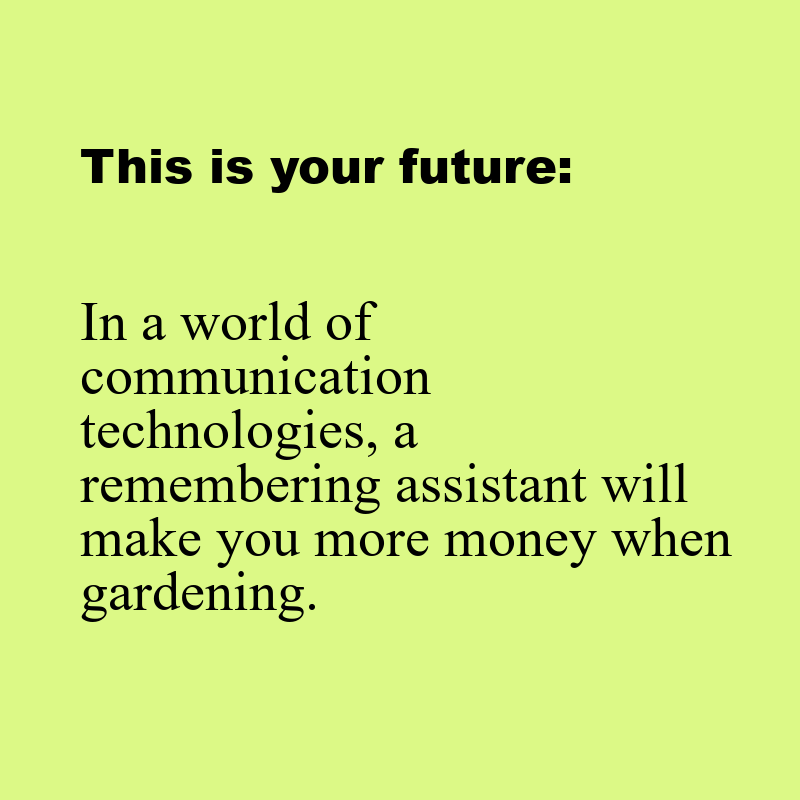 This is your future:
In a world of
communication
technologies, a
remembering assistant will
make you more money when
gardening.